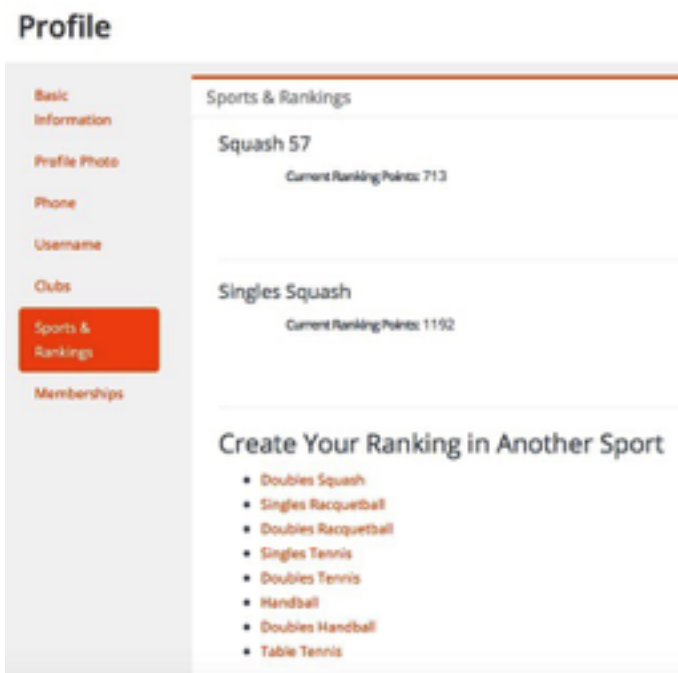 Profile
Basic
Information
Profile Photo
Phone
Username
Clubs
Sports &
Rankings
Memberships
Sports & Rankings
Squash 57
Current Ranking Points: 713
Singles Squash
Current Ranking Points: 1192
Create Your Ranking in Another Sport
Doubles Squash
Singles Racquetball
Doubles Racquetball
Singles Tennis
Doubles Tennis
Handball
Doubles Handball
Table Tennis